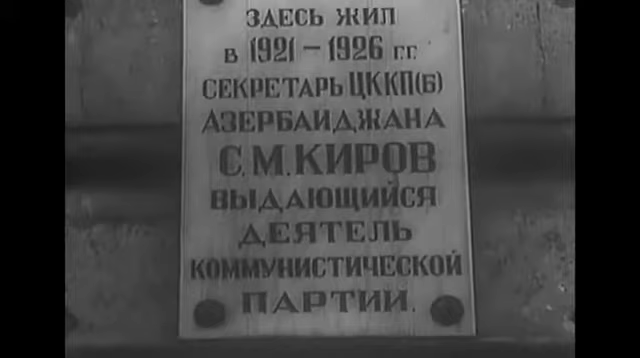 ЗДЕСЬ ЖИЛ
В 1921 – 1926 г.г.
СЕКРЕТАРЬ ЦККП(б)
АЗЕРБАЙДЖАНА
С.М.КИРОВ
ВЫДАЮЩИЙСЯ
ДЕЯТЕЛЬ
КОММУНИСТИЧЕСКОЙ
ПАРТИИ.